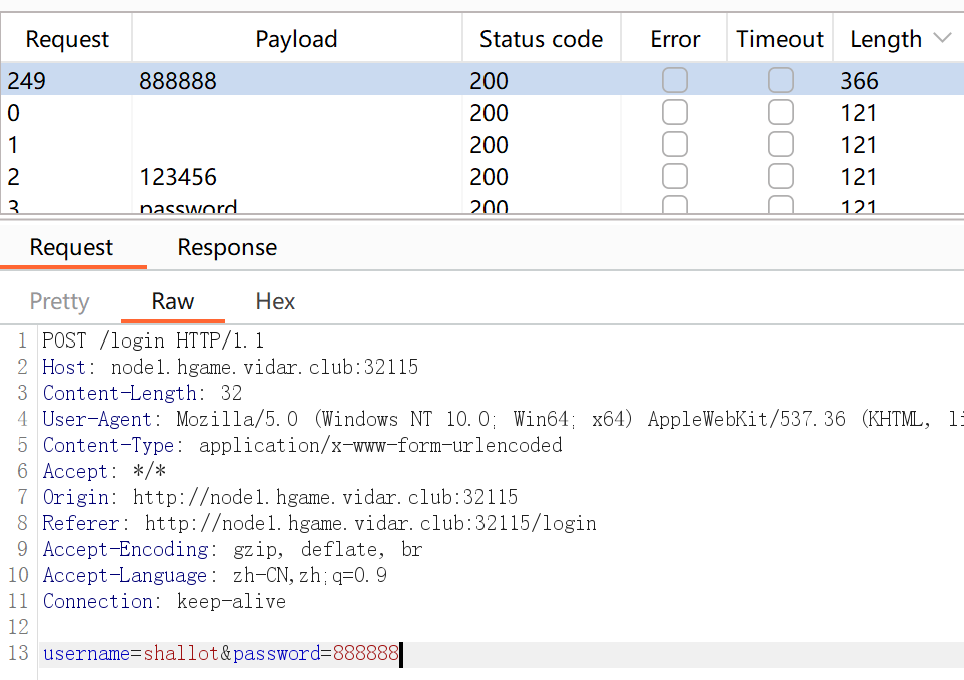 Request Payload Status code Error Timeout Length
249 888888 200 366
0 200 121
1 200 121
2 123456 200 121
3 password 200 121
Request Response
Pretty Raw Hex
1 POST /login HTTP/1.1
2 Host: node1.hgame.vidar.club:32115
3 Content-Length: 32
4 User-Agent: Mozilla/5.0 (Windows NT 10.0; Win64; x64) AppleWebKit/537.36 (KHTML, li
5 Content-Type: application/x-www-form-urlencoded
6 Accept: */*
7 Origin: http://node1.hgame.vidar.club:32115
8 Referer: http://node1.hgame.vidar.club:32115/login
9 Accept-Encoding: gzip, deflate, br
10 Accept-Language: zh-CN,zh;q=0.9
11 Connection: keep-alive
12
13 username=shallot&password=888888